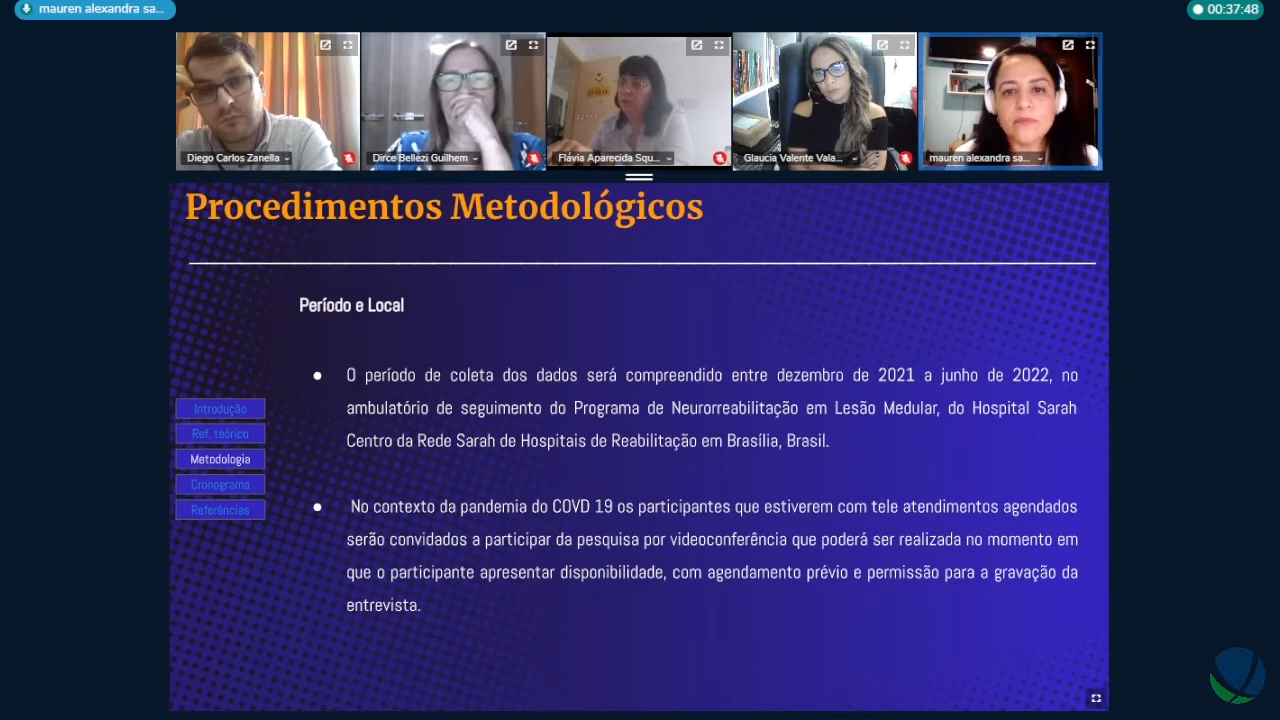 mauren alexandra sa...
00:37:48
Diego Carlos Zanella
Dirce Bellezi Guilhem
Flávia Aparecida Squ...
Glaucia Valente Vala...
mauren alexandra sa...
Procedimentos Metodológicos
Período e Local
O período de coleta dos dados será compreendido entre dezembro de 2021 a junho de 2022, no
ambulatório de seguimento do Programa de Neurorreabilitação em Lesão Medular, do Hospital Sarah
Centro da Rede Sarah de Hospitais de Reabilitação em Brasília, Brasil.
Introdução
Ref. teórico
Metodologia
Cronograma
Referências
No contexto da pandemia do COVD 19 os participantes que estiverem com tele atendimentos agendados
serão convidados a participar da pesquisa por videoconferência que poderá ser realizada no momento em
que o participante apresentar disponibilidade, com agendamento prévio e permissão para a gravação da
entrevista.